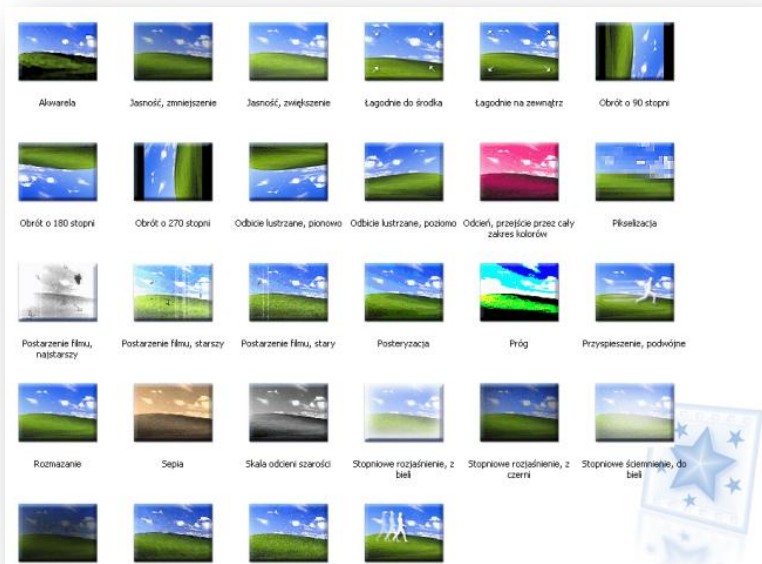 Akwarela
Jasność, zmniejszenie
Jasność, zwiększenie
Łagodnie do środka
Łagodnie na zewnątrz
Obrót o 90 stopni
Obrót o 180 stopni
Obrót o 270 stopni
Odbicie lustrzane, pionowo
Odbicie lustrzane, poziomo
Odcień, przejście przez cały
zakres kolorów
Pikselizacja
Postarzenie filmu,
najstarszy
Postarzenie filmu, starszy
Postarzenie filmu, stary
Posteryzacja
Próg
Przyspieszenie, podwójne
Rozmazanie
Sepia
Skala odcieni szarości
Stopniowe rozjaśnienie, z
bieli
Stopniowe rozjaśnienie, z
czerni
Stopniowe ściemnienie, do
bieli